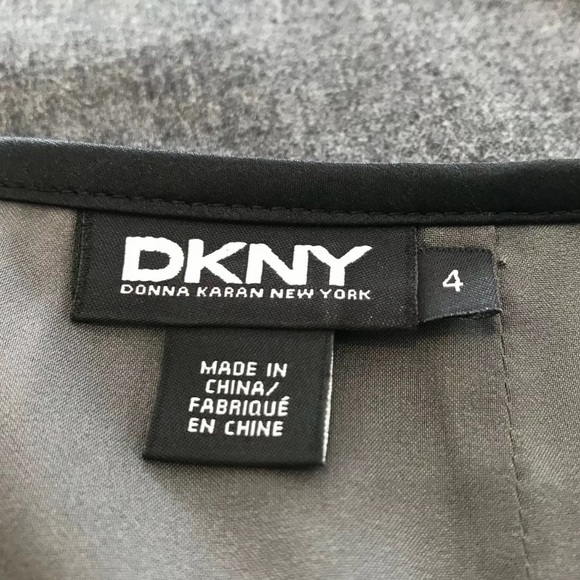 DKNY
DONNA KARAN NEW YORK
4
MADE IN
CHINA/
FABRIQUÉ
EN CHINE